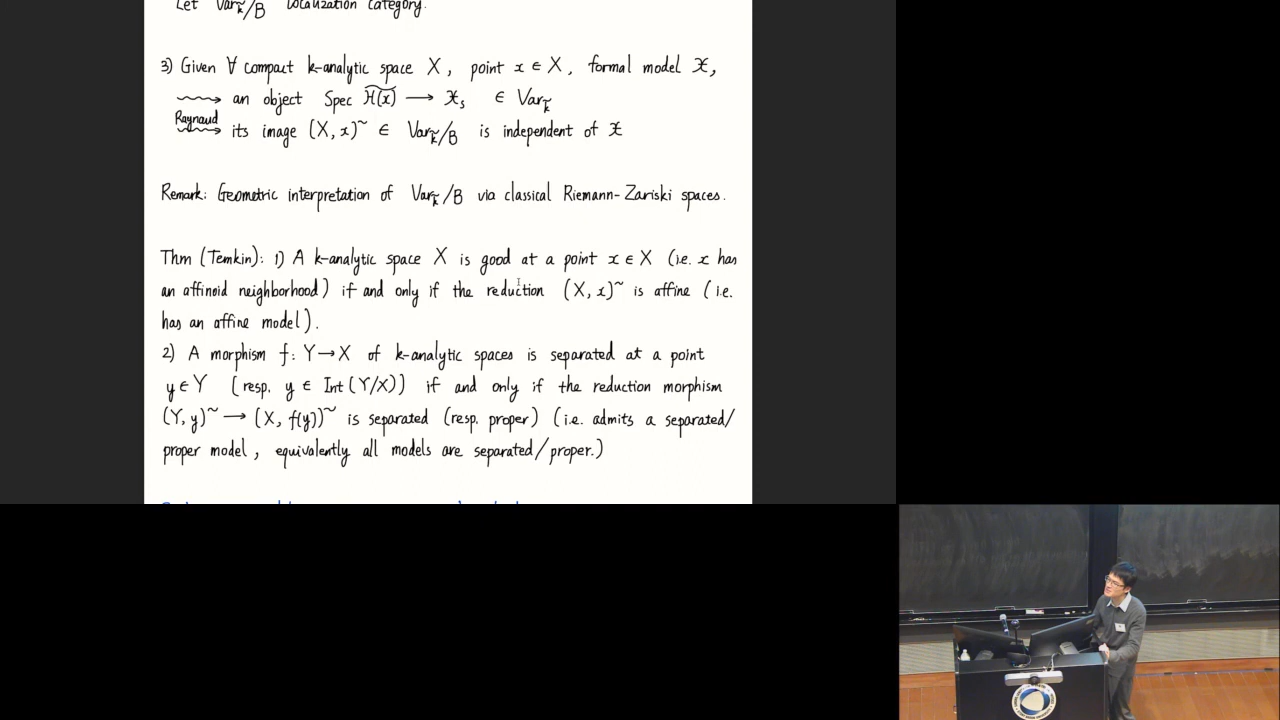 Let Var_k̃/B localization category.
3) Given ∀ compact k-analytic space X, point x ∈ X, formal model 𝔛,
⟿ an object Spec \widetilde{ℋ(x)} ⟶ 𝔛_s ∈ Var_k̃
Raynaud
⟿ its image (X, x)^~ ∈ Var_k̃/B is independent of 𝔛
Remark: Geometric interpretation of Var_k̃/B via classical Riemann-Zariski spaces.
Thm (Temkin): 1) A k-analytic space X is good at a point x ∈ X (i.e. x has
an affinoid neighborhood) if and only if the reduction (X, x)^~ is affine (i.e.
has an affine model).
2) A morphism f: Y → X of k-analytic spaces is separated at a point
y ∈ Y (resp. y ∈ Int(Y/X)) if and only if the reduction morphism
(Y, y)^~ ⟶ (X, f(y))^~ is separated (resp. proper) (i.e. admits a separated/
proper model, equivalently all models are separated/proper.)